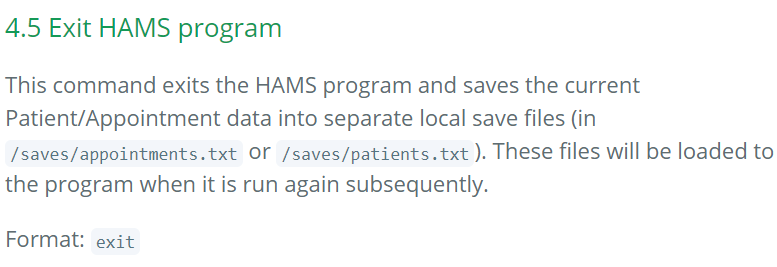 4.5 Exit HAMS program
This command exits the HAMS program and saves the current
Patient/Appointment data into separate local save files (in
/saves/appointments.txt or /saves/patients.txt ). These files will be loaded to
the program when it is run again subsequently.
Format: exit